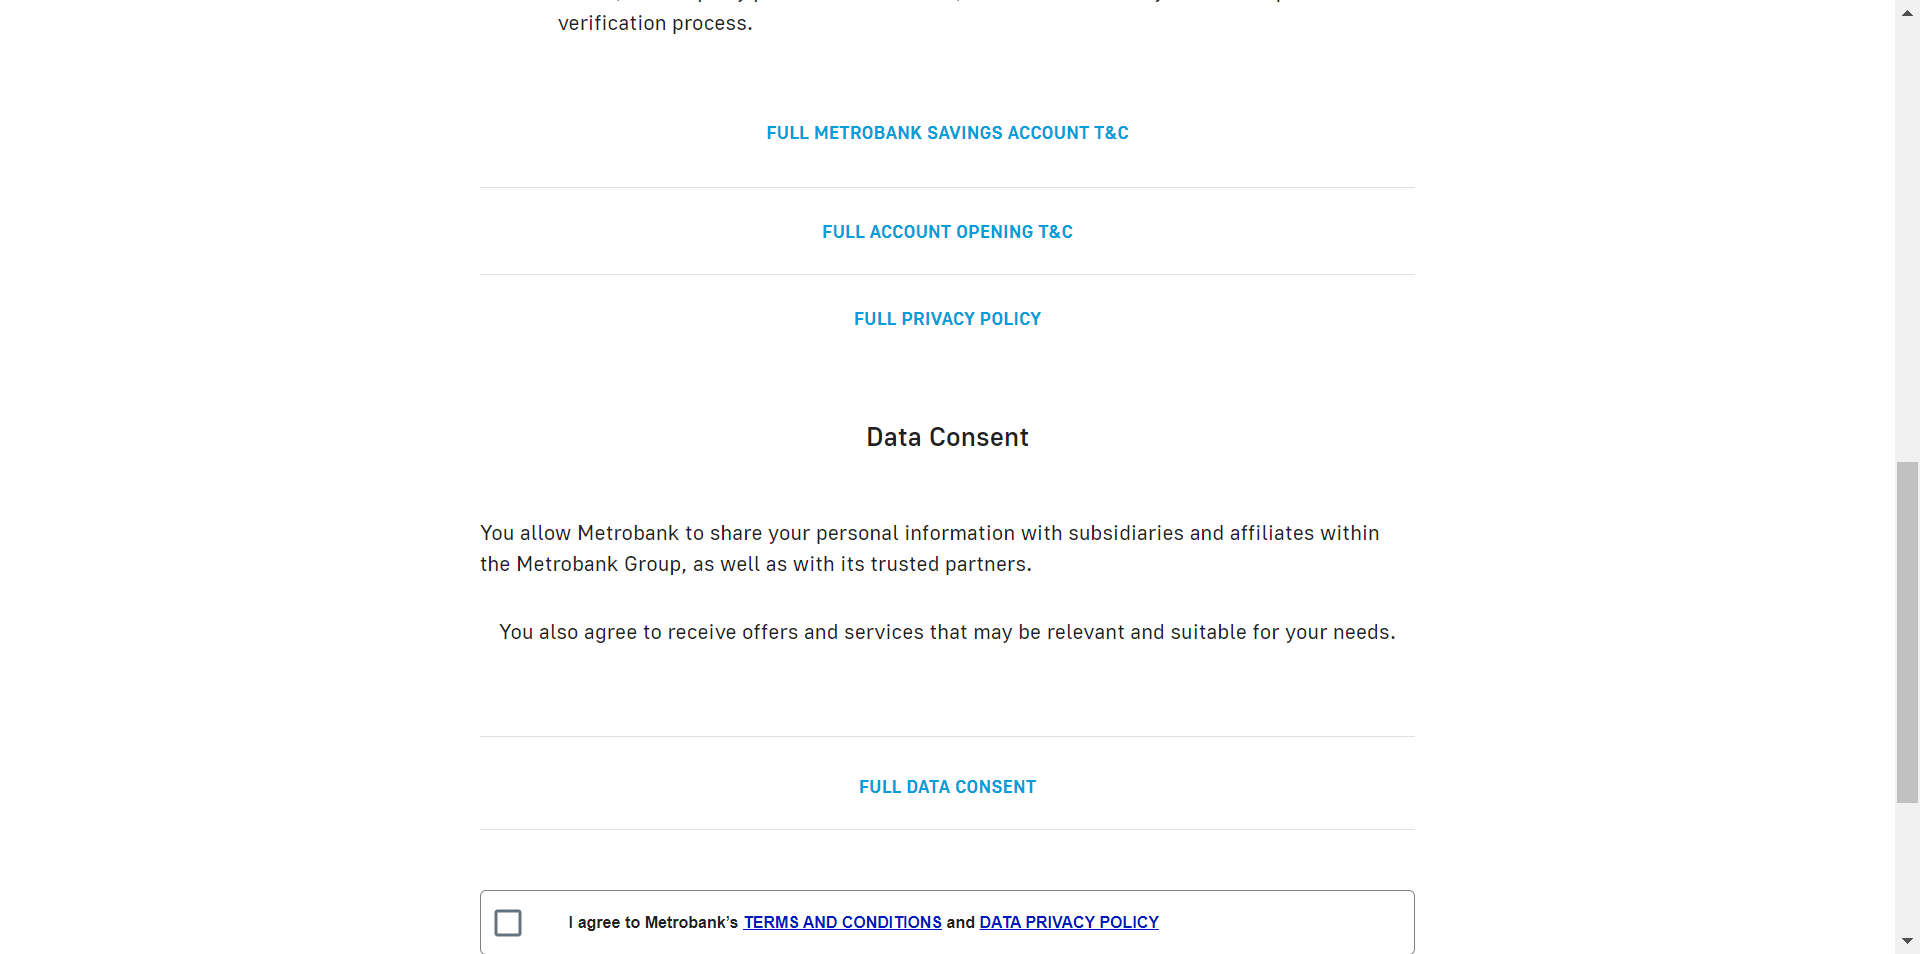 verification process.
FULL METROBANK SAVINGS ACCOUNT T&C
FULL ACCOUNT OPENING T&C
FULL PRIVACY POLICY
Data Consent
You allow Metrobank to share your personal information with subsidiaries and affiliates within
the Metrobank Group, as well as with its trusted partners.
You also agree to receive offers and services that may be relevant and suitable for your needs.
FULL DATA CONSENT
I agree to Metrobank’s TERMS AND CONDITIONS and DATA PRIVACY POLICY